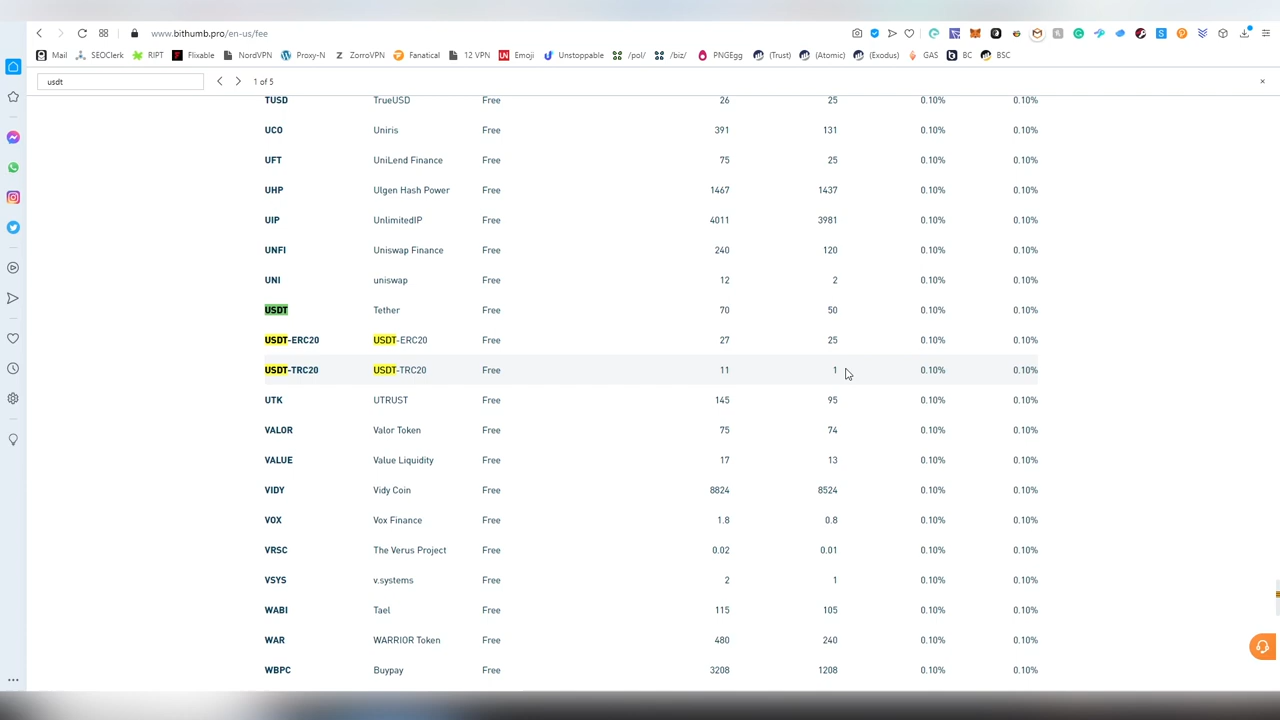 www.bithumb.pro/en-us/fee
Mail SEOClerk RIPT Flixable NordVPN Proxy-N ZorroVPN Fanatical 12 VPN Emoji Unstoppable /pol/ /biz/ PNGEgg (Trust) (Atomic) (Exodus) GAS BC BSC
usdt 1 of 5
TUSD TrueUSD Free 26 25 0.10% 0.10%
UCO Uniris Free 391 131 0.10% 0.10%
UFT UniLend Finance Free 75 25 0.10% 0.10%
UHP Ulgen Hash Power Free 1467 1437 0.10% 0.10%
UIP UnlimitedIP Free 4011 3981 0.10% 0.10%
UNFI Uniswap Finance Free 240 120 0.10% 0.10%
UNI uniswap Free 12 2 0.10% 0.10%
USDT Tether Free 70 50 0.10% 0.10%
USDT-ERC20 USDT-ERC20 Free 27 25 0.10% 0.10%
USDT-TRC20 USDT-TRC20 Free 11 1 0.10% 0.10%
UTK UTRUST Free 145 95 0.10% 0.10%
VALOR Valor Token Free 75 74 0.10% 0.10%
VALUE Value Liquidity Free 17 13 0.10% 0.10%
VIDY Vidy Coin Free 8824 8524 0.10% 0.10%
VOX Vox Finance Free 1.8 0.8 0.10% 0.10%
VRSC The Verus Project Free 0.02 0.01 0.10% 0.10%
VSYS v.systems Free 2 1 0.10% 0.10%
WABI Tael Free 115 105 0.10% 0.10%
WAR WARRIOR Token Free 480 240 0.10% 0.10%
WBPC Buypay Free 3208 1208 0.10% 0.10%